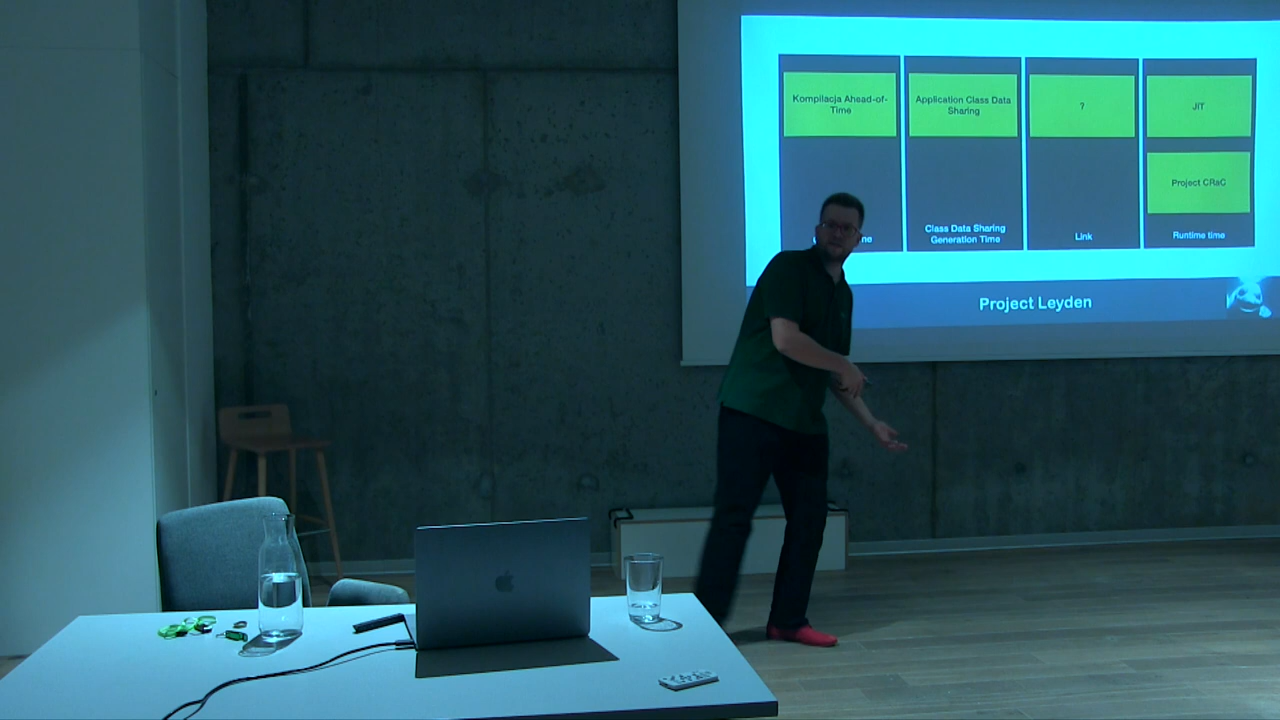 Kompilacja Ahead-of-
Time
Application Class Data
Sharing
?
JIT
Project CRaC
Class Data Sharing
Generation Time
Link
Runtime time
Project Leyden